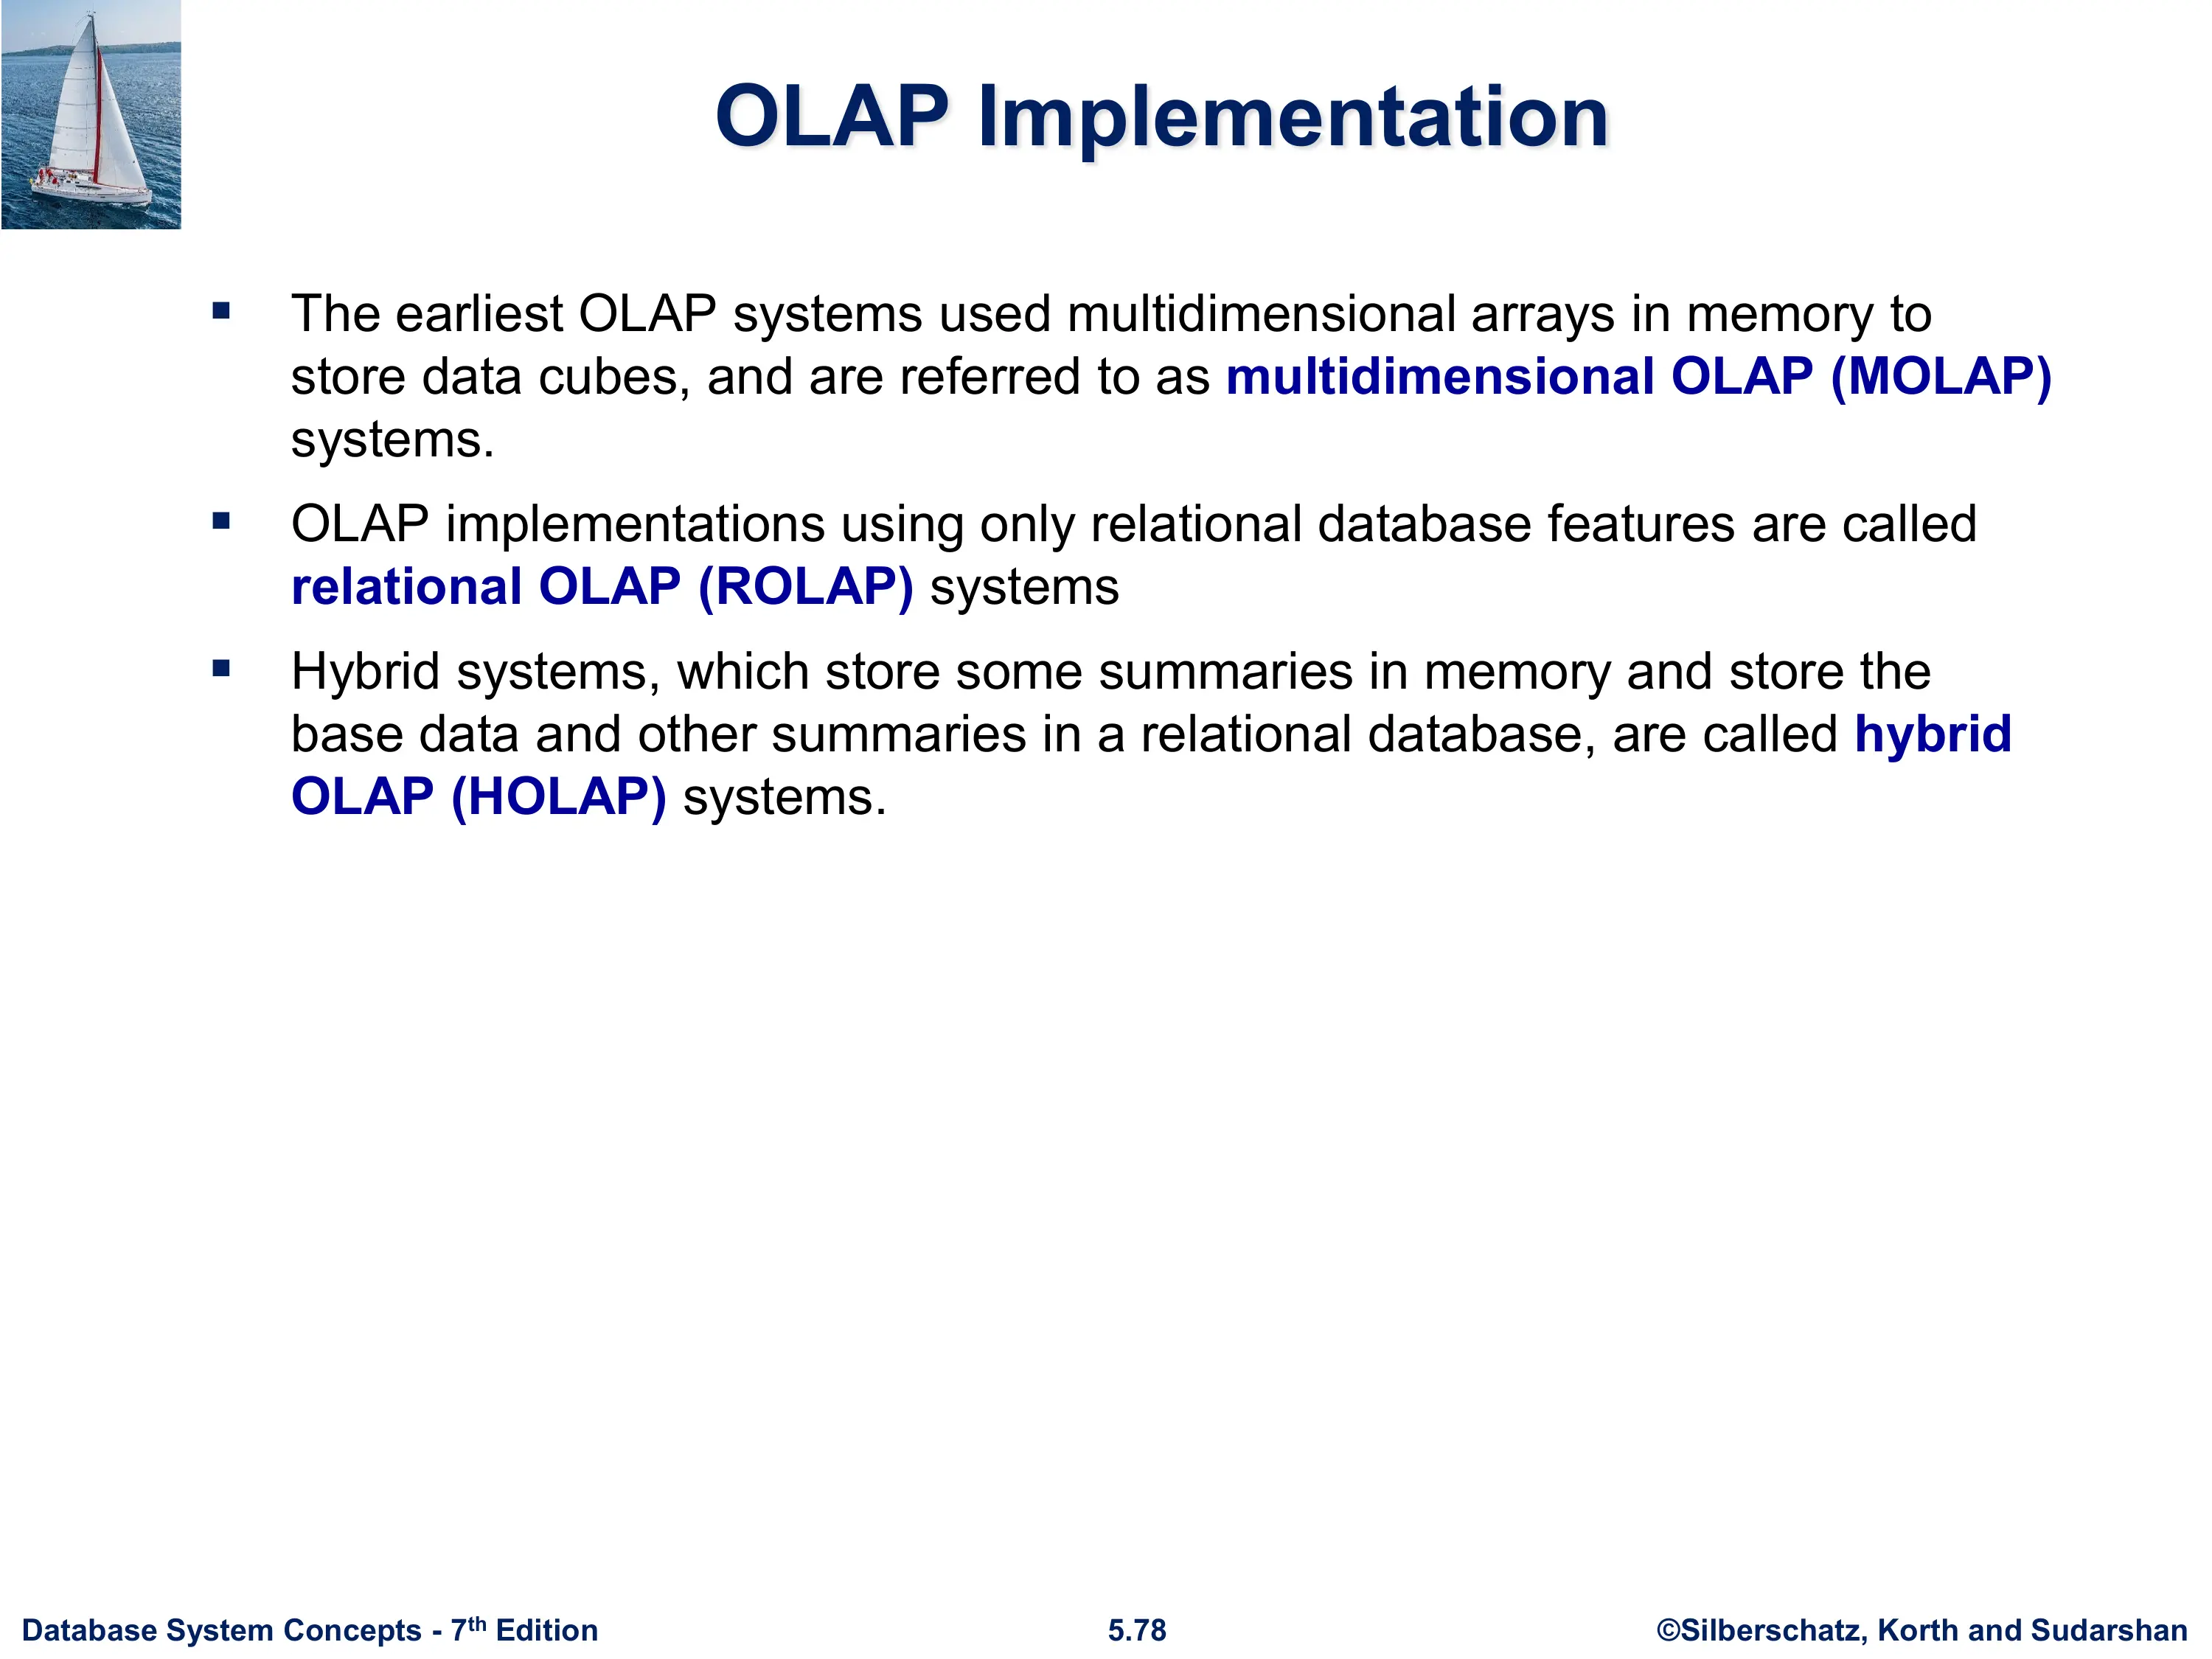 OLAP Implementation
▪ The earliest OLAP systems used multidimensional arrays in memory to
store data cubes, and are referred to as multidimensional OLAP (MOLAP)
systems.
▪ OLAP implementations using only relational database features are called
relational OLAP (ROLAP) systems
▪ Hybrid systems, which store some summaries in memory and store the
base data and other summaries in a relational database, are called hybrid
OLAP (HOLAP) systems.
Database System Concepts - 7th Edition
5.78
©Silberschatz, Korth and Sudarshan